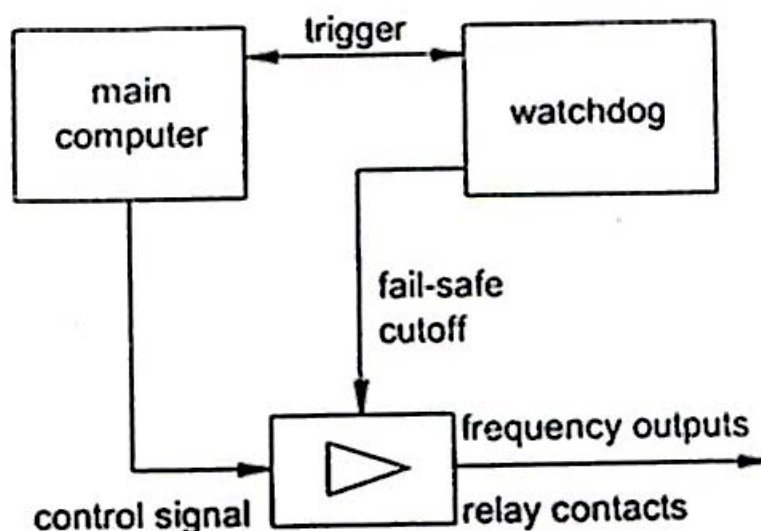 trigger
main
computer
watchdog
fail-safe
cutoff
frequency outputs
control signal
relay contacts